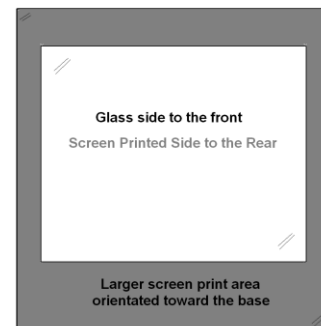 Glass side to the front
Screen Printed Side to the Rear
Larger screen print area
orientated toward the base